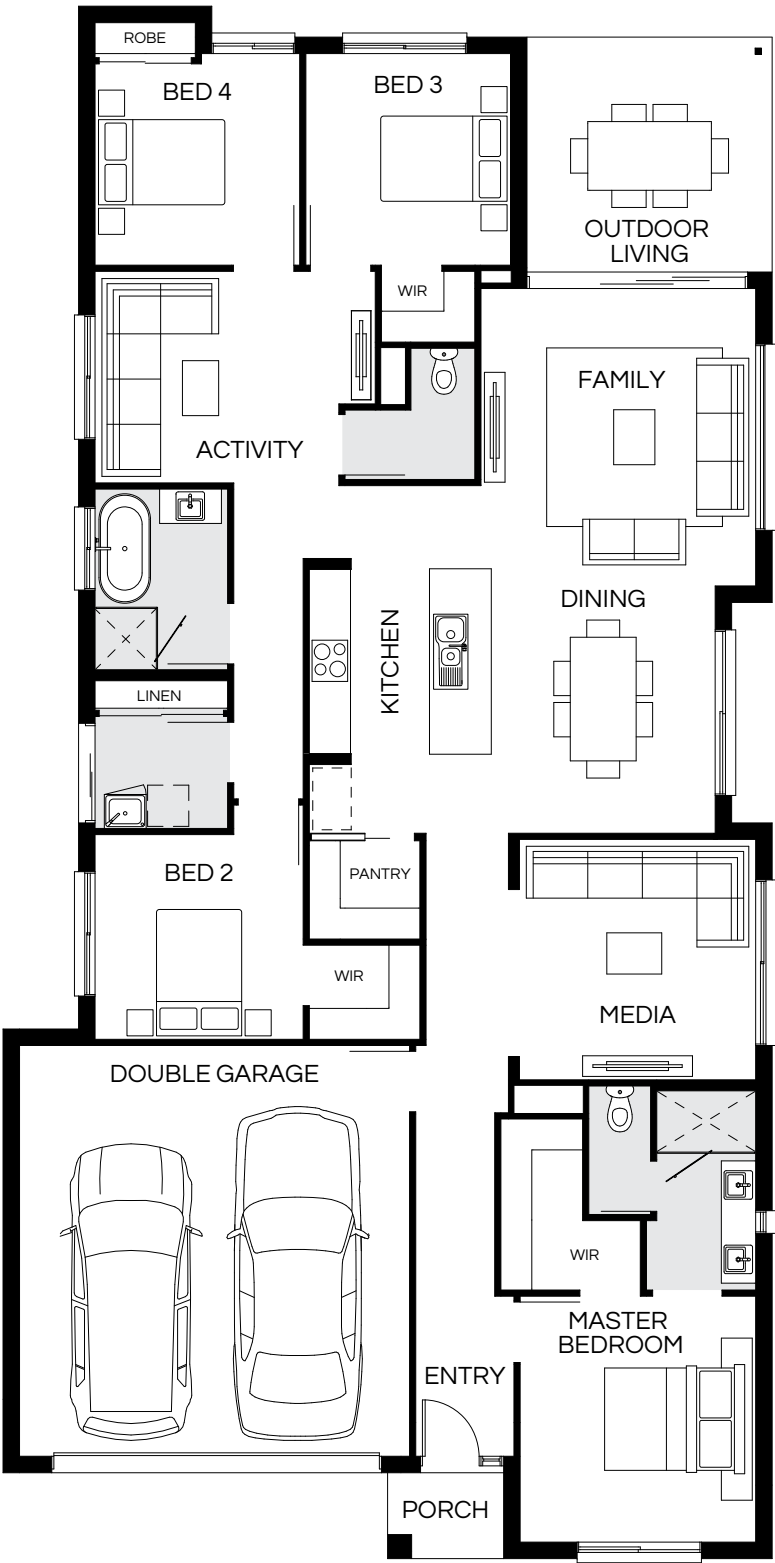 ROBE
BED 4
BED 3
OUTDOOR
LIVING
WIR
FAMILY
ACTIVITY
DINING
KITCHEN
LINEN
BED 2
PANTRY
WIR
MEDIA
DOUBLE GARAGE
WIR
MASTER
BEDROOM
ENTRY
PORCH